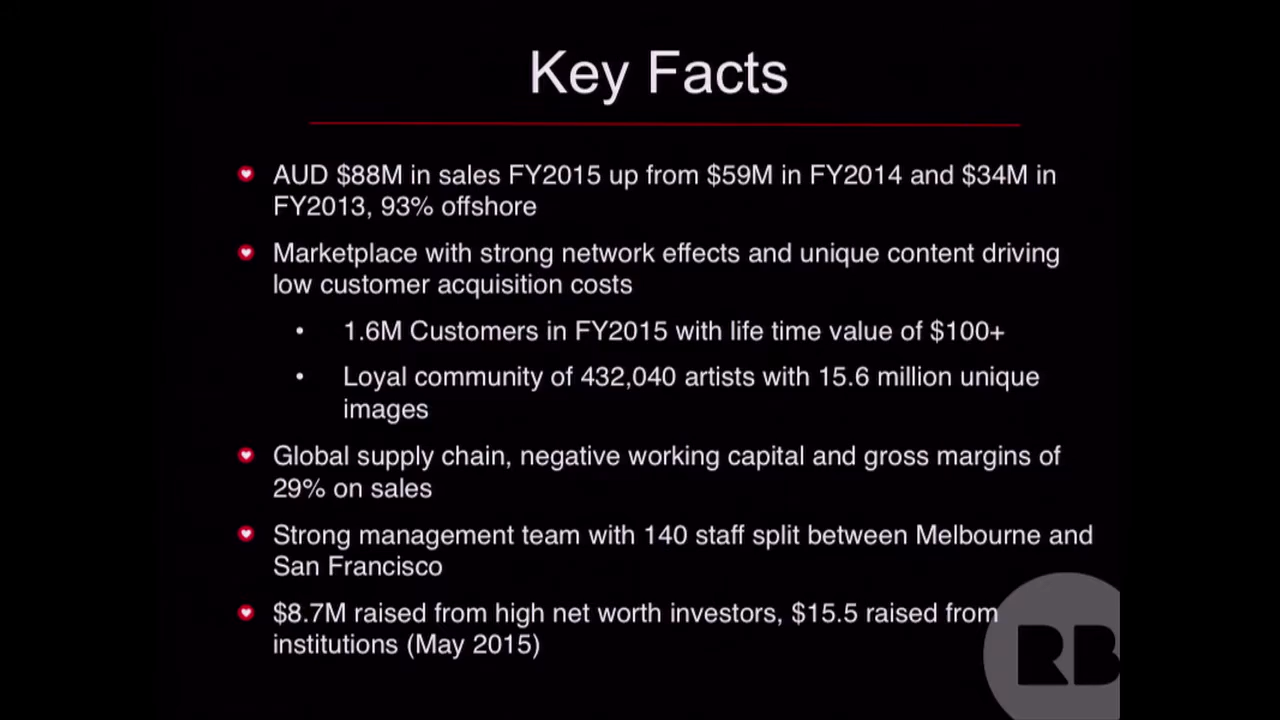 Key Facts
AUD $88M in sales FY2015 up from $59M in FY2014 and $34M in
FY2013, 93% offshore
Marketplace with strong network effects and unique content driving
low customer acquisition costs
• 1.6M Customers in FY2015 with life time value of $100+
• Loyal community of 432,040 artists with 15.6 million unique
images
Global supply chain, negative working capital and gross margins of
29% on sales
Strong management team with 140 staff split between Melbourne and
San Francisco
$8.7M raised from high net worth investors, $15.5 raised from
institutions (May 2015)
RB